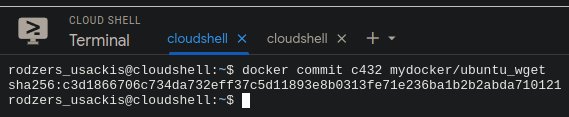 CLOUD SHELL
Terminal
cloudshell
cloudshell
rodzers_usackis@cloudshell:~$ docker commit c432 mydocker/ubuntu_wget
sha256:c3d1866706c734da732eff37c5d11893e8b0313fe71e236ba1b2b2abda710121
rodzers_usackis@cloudshell:~$